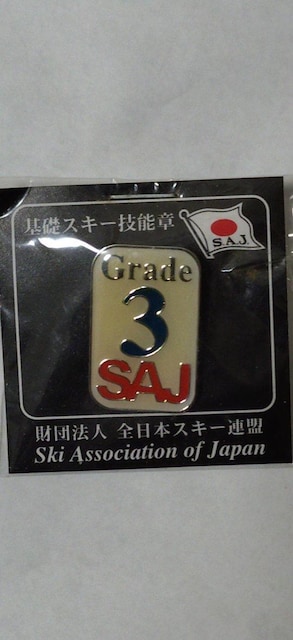 基礎スキー技能章
S.A.J.
Grade
3
SAJ
財団法人 全日本スキー連盟
Ski Association of Japan